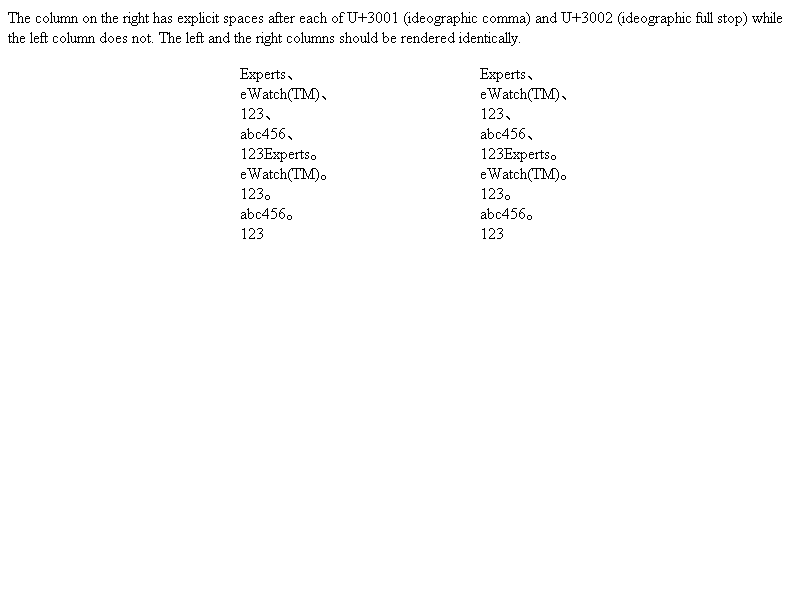 The column on the right has explicit spaces after each of U+3001 (ideographic comma) and U+3002 (ideographic full stop) while
the left column does not. The left and the right columns should be rendered identically.
Experts、
eWatch(TM)、
123、
abc456、
123Experts。
eWatch(TM)。
123。
abc456。
123
Experts、
eWatch(TM)、
123、
abc456、
123Experts。
eWatch(TM)。
123。
abc456。
123